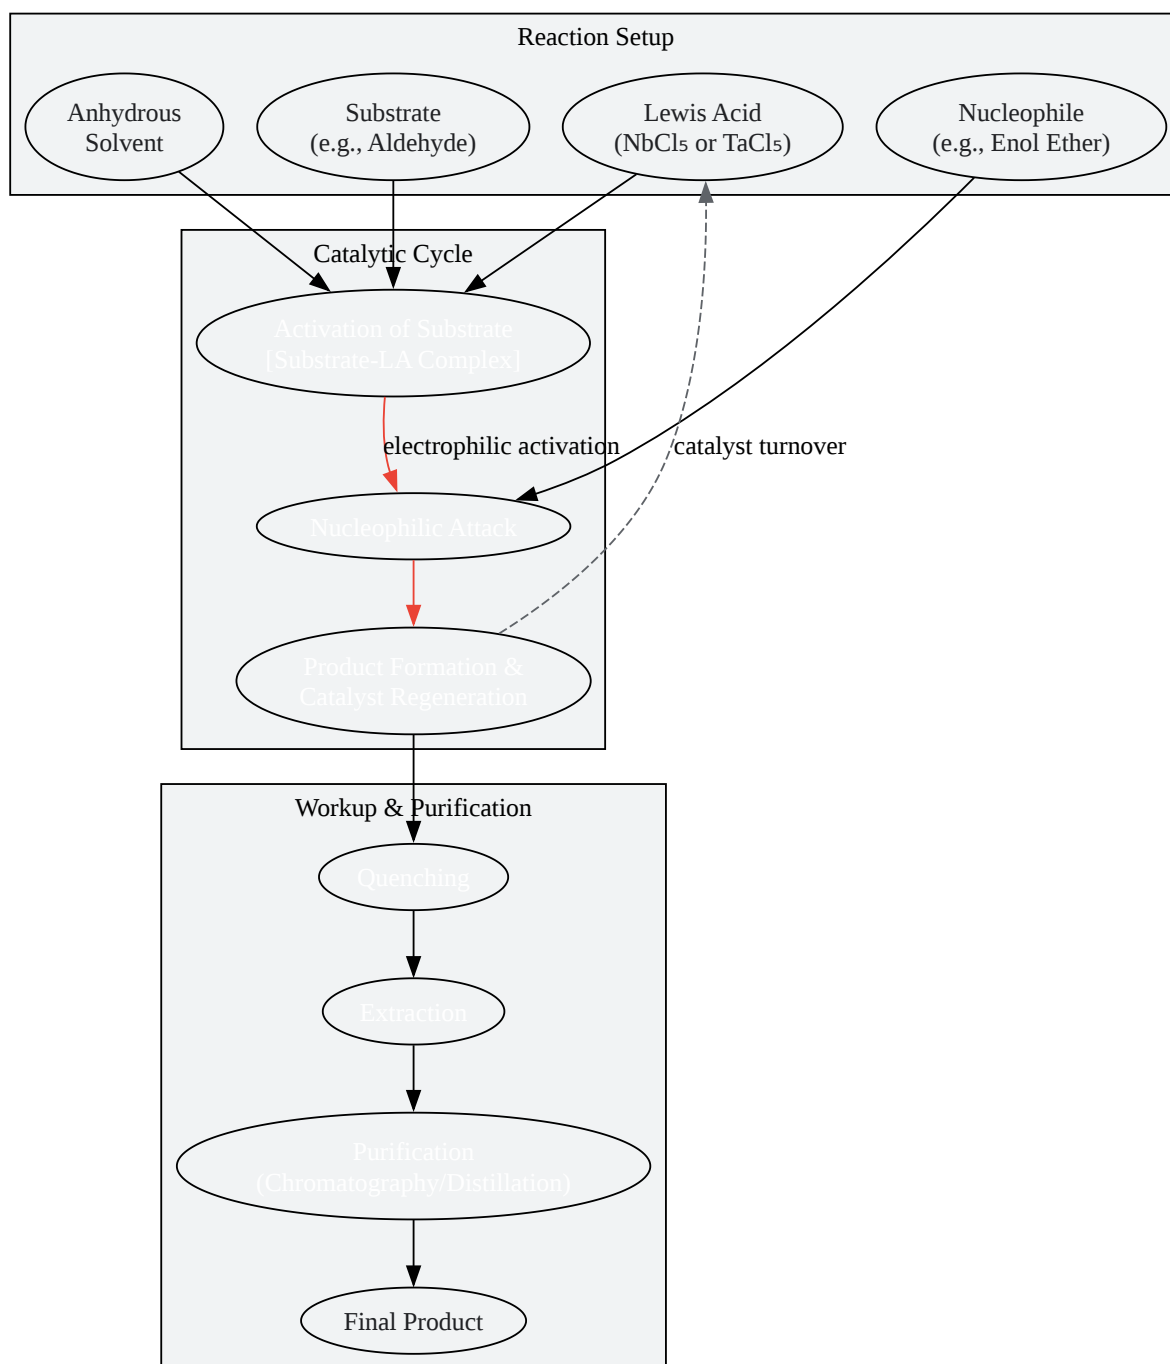 Reaction Setup
Anhydrous
Solvent
Substrate
(e.g., Aldehyde)
Lewis Acid
(NbCl₅ or TaCl₅)
Nucleophile
(e.g., Enol Ether)
Catalytic Cycle
Activation of Substrate
[Substrate-LA Complex]
electrophilic activation
catalyst turnover
Nucleophilic Attack
Product Formation &
Catalyst Regeneration
Workup & Purification
Quenching
Extraction
Purification
(Chromatography/Distillation)
Final Product